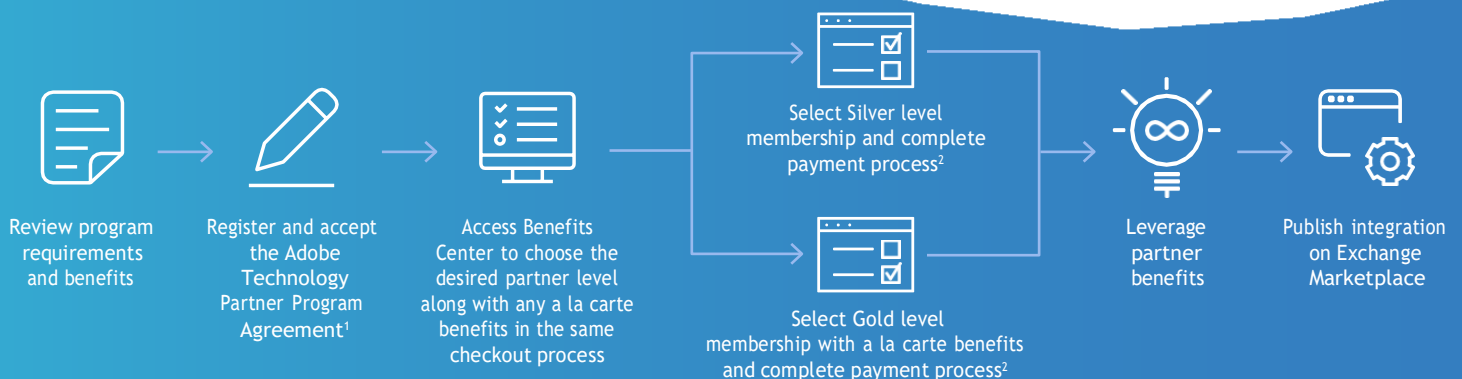 Review program
requirements
and benefits
Register and accept
the Adobe
Technology
Partner Program
Agreement¹
Access Benefits
Center to choose the
desired partner level
along with any a la carte
benefits in the same
checkout process
Select Silver level
membership and complete
payment process²
Select Gold level
membership with a la carte benefits
and complete payment process²
Leverage
partner
benefits
Publish integration
on Exchange
Marketplace